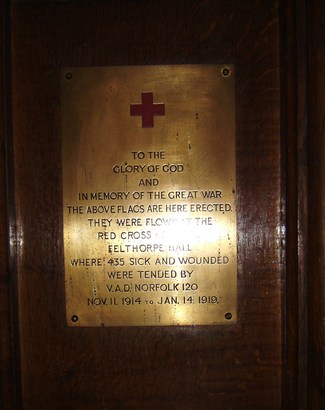 TO THE
GLORY OF GOD
AND
IN MEMORY OF THE GREAT WAR
THE ABOVE FLAGS ARE HERE ERECTED.
THEY WERE FLOWN AT THE
RED CROSS
FELTHORPE HALL
WHERE 435 SICK AND WOUNDED
WERE TENDED BY
V.A.D. NORFOLK 120
NOV. 11. 1914 TO JAN. 14. 1919.